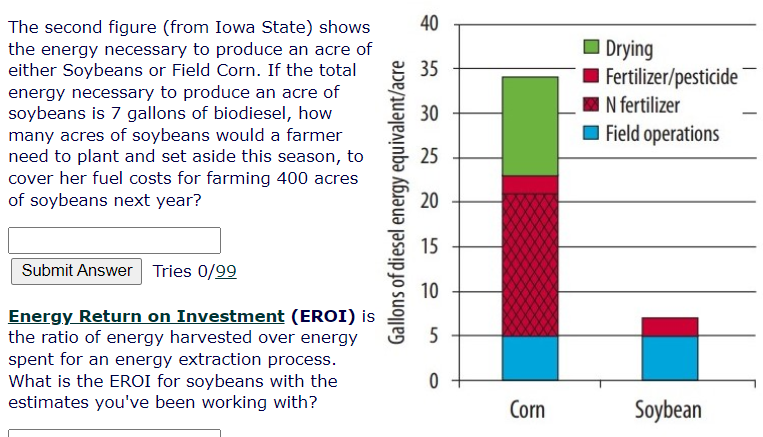 The second figure (from Iowa State) shows
the energy necessary to produce an acre of
either Soybeans or Field Corn. If the total
energy necessary to produce an acre of
soybeans is 7 gallons of biodiesel, how
many acres of soybeans would a farmer
need to plant and set aside this season, to
cover her fuel costs for farming 400 acres
of soybeans next year?
Submit Answer Tries 0/99
Energy Return on Investment (EROI) is
the ratio of energy harvested over energy
spent for an energy extraction process.
What is the EROI for soybeans with the
estimates you've been working with?
Gallons of diesel energy equivalent/acre
40
35
30
25
20
15
10
5
0
Drying
Fertilizer/pesticide
N fertilizer
Field operations
Corn
Soybean